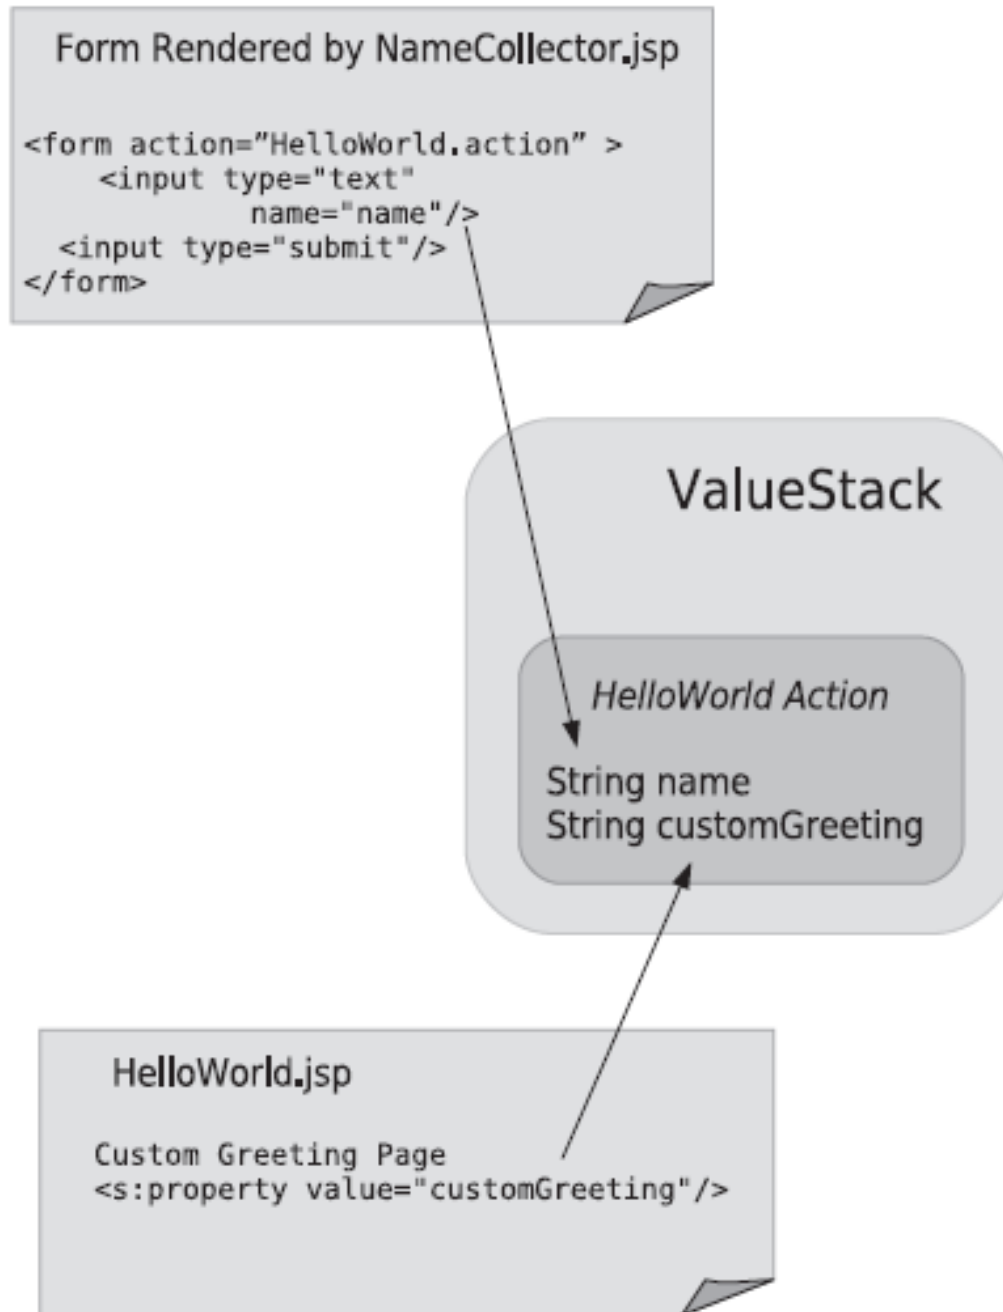 Form Rendered by NameCollector.jsp
<form action=”HelloWorld.action” >
<input type="text"
name="name"/>
<input type="submit"/>
</form>
ValueStack
HelloWorld Action
String name
String customGreeting
HelloWorld.jsp
Custom Greeting Page
<s:property value="customGreeting"/>